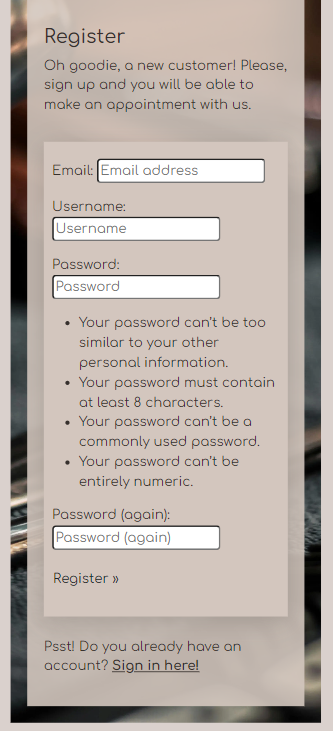 Register
Oh goodie, a new customer! Please,
sign up and you will be able to
make an appointment with us.
Email: Email address
Username:
Username
Password:
Password
• Your password can't be too
similar to your other
personal information.
• Your password must contain
at least 8 characters.
• Your password can't be a
commonly used password.
• Your password can't be
entirely numeric.
Password (again):
Password (again)
Register »
Psst! Do you already have an
account? Sign in here!